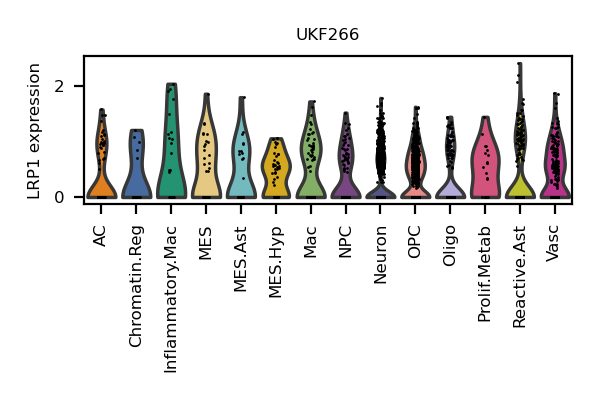 UKF266
LRP1 expression
2
0
AC
Chromatin.Reg
Inflammatory.Mac
MES
MES.Ast
MES.Hyp
Mac
NPC
Neuron
OPC
Oligo
Prolif.Metab
Reactive.Ast
Vasc